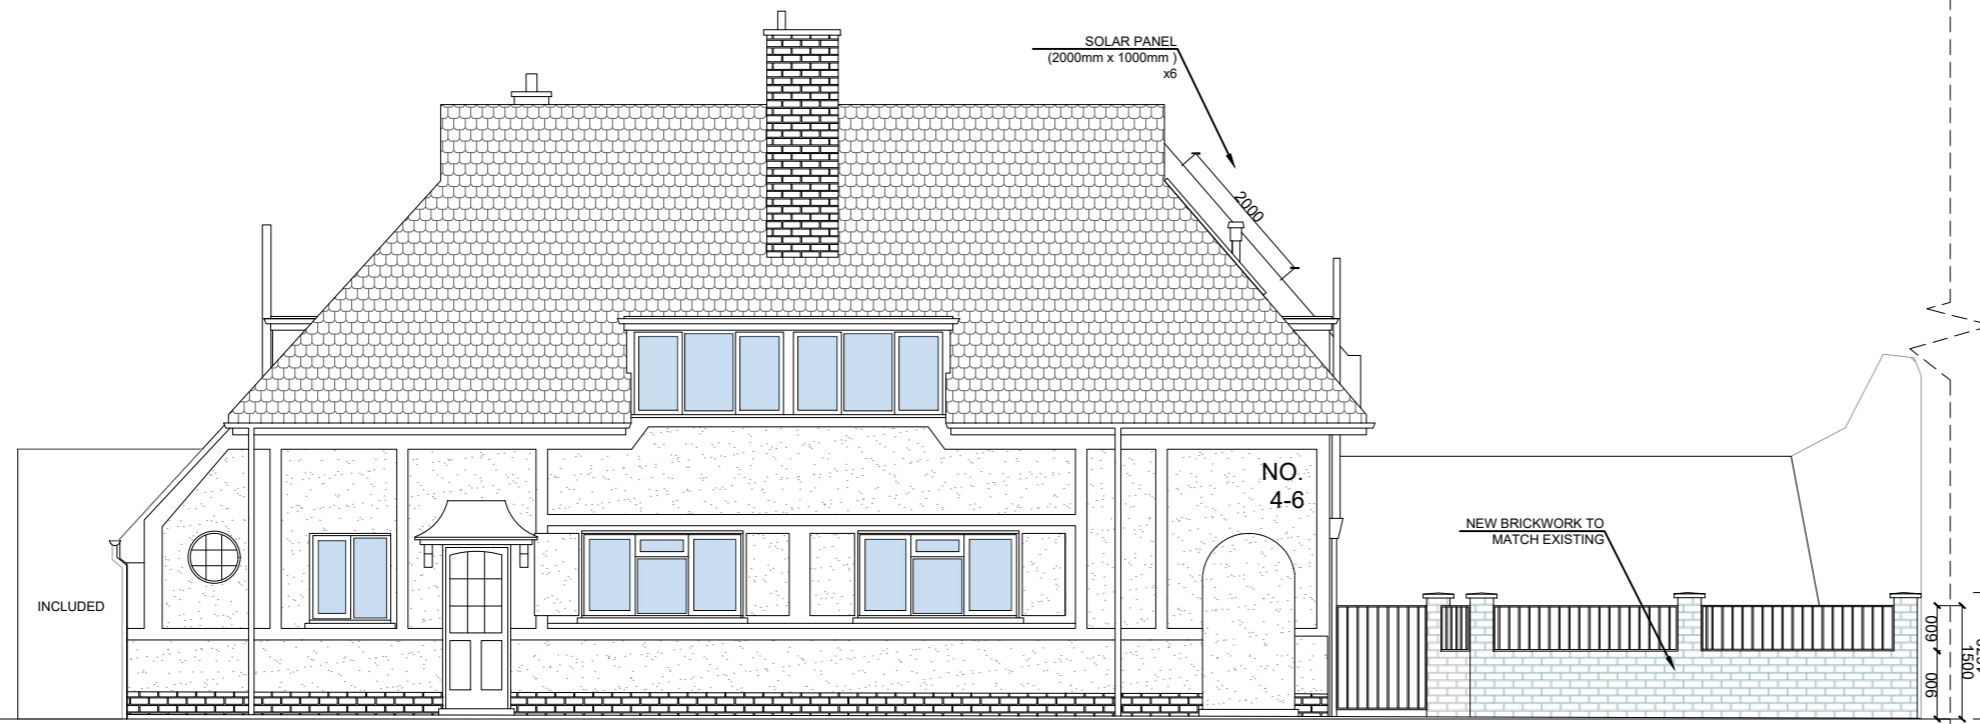 SOLAR PANEL
(2000mm x 1000mm )
x6
2000
NO.
4-6
NEW BRICKWORK TO
MATCH EXISTING
INCLUDED
600
900
1500